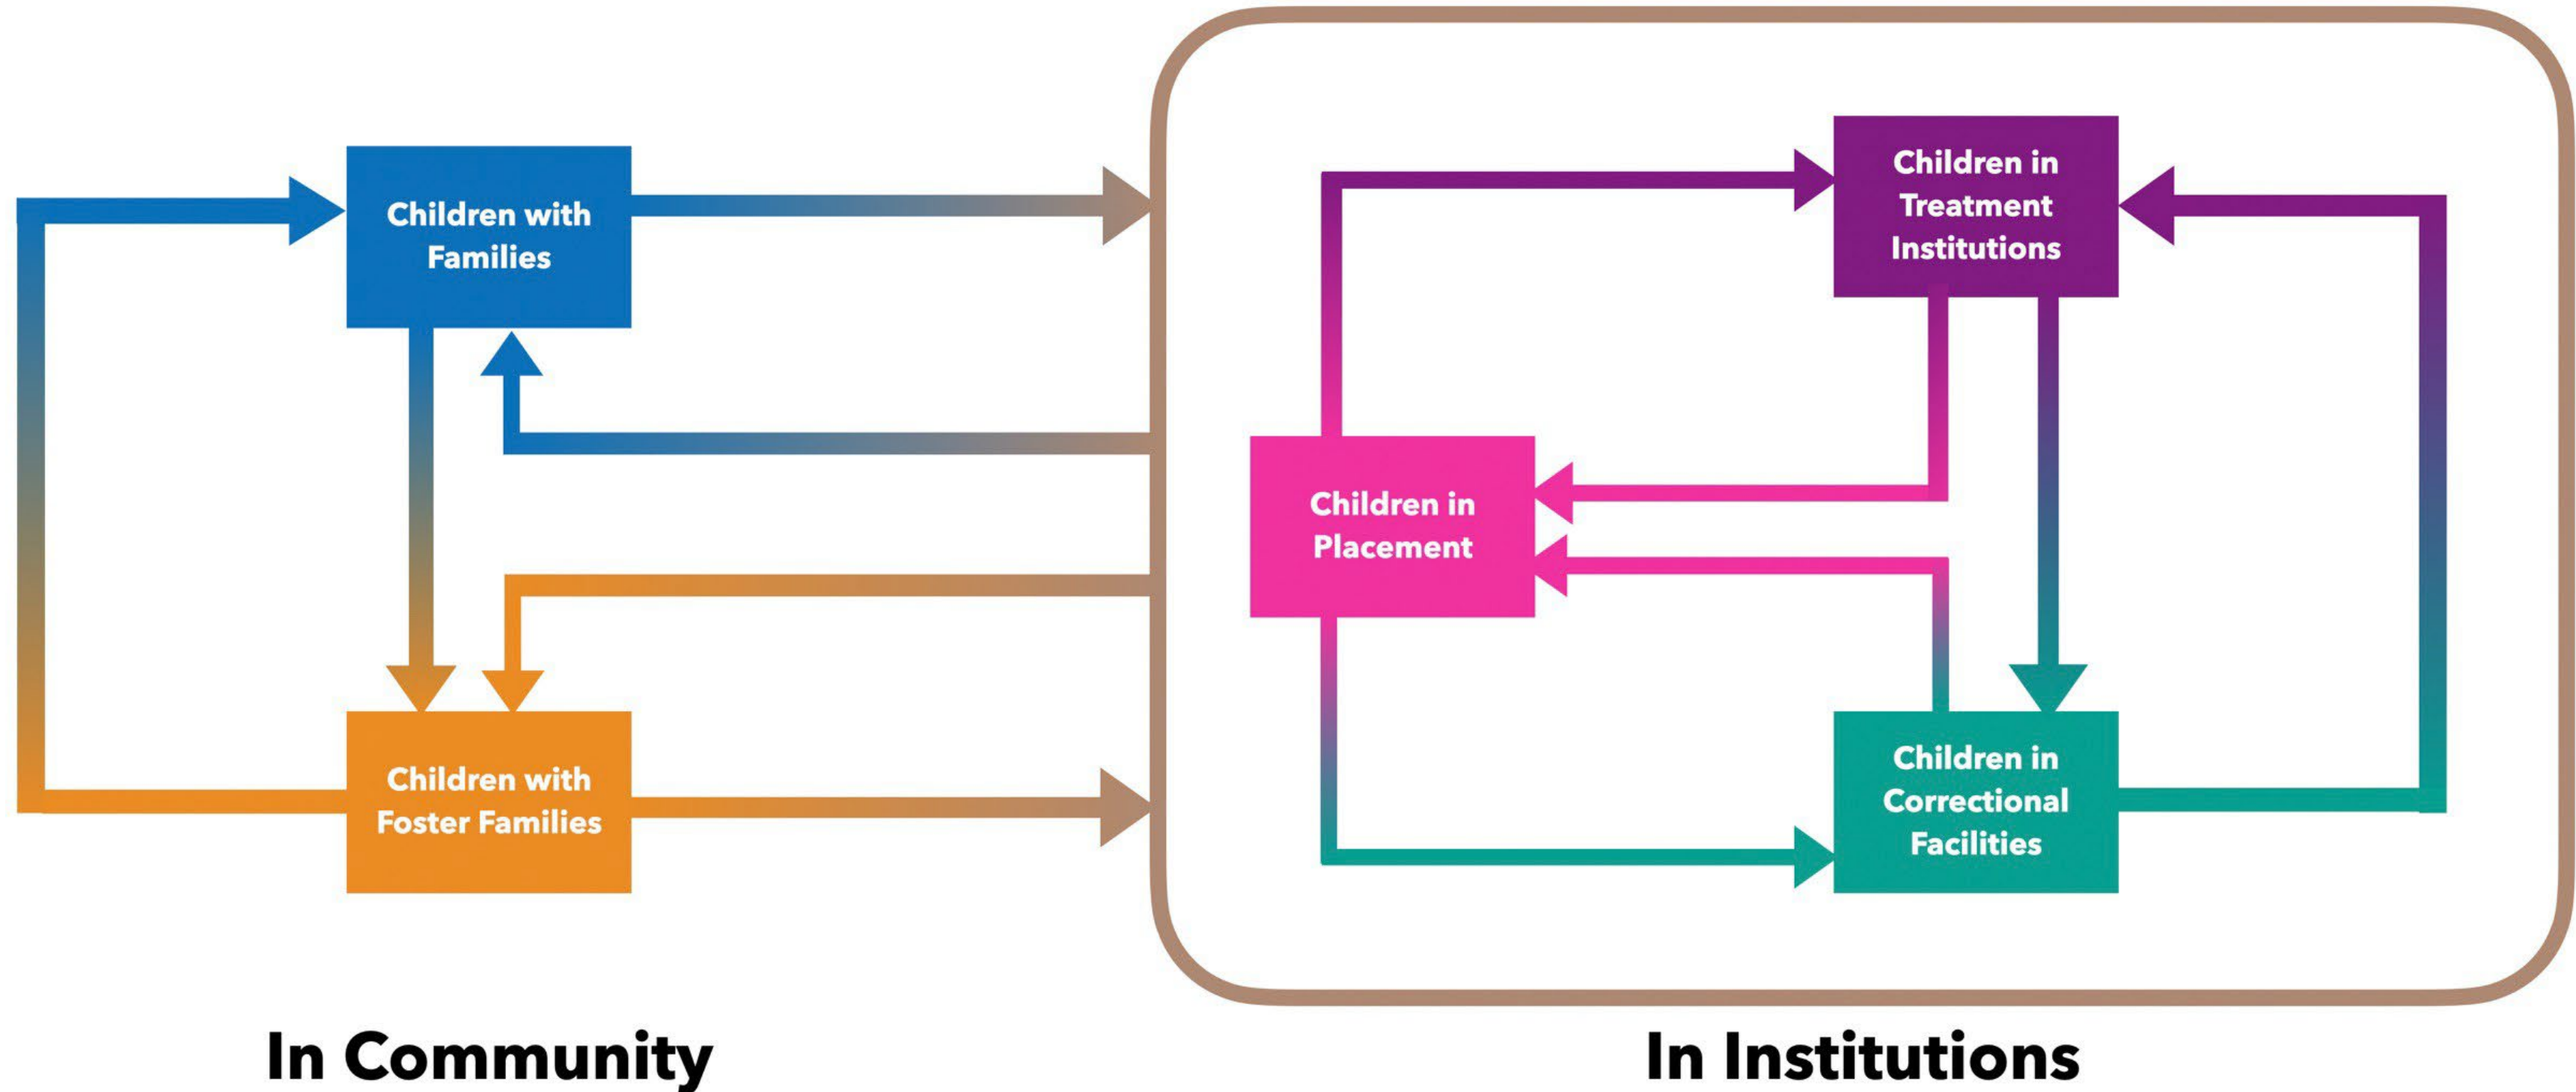 Children with
Families
Children in
Treatment
Institutions
Children in
Placement
Children with
Foster Families
Children in
Correctional
Facilities
In Community
In Institutions